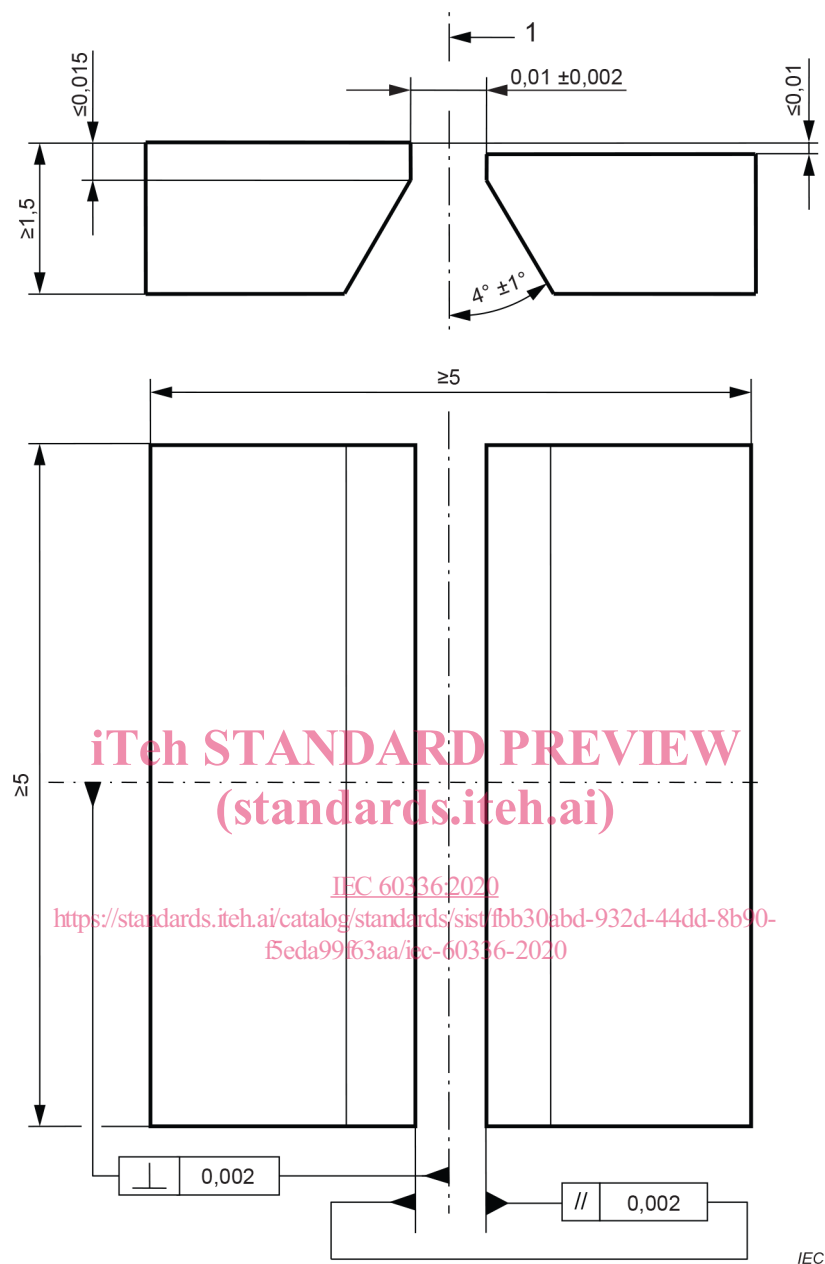 1
≤0,015
0,01 ±0,002
≤0,01
≥1,5
4° ±1°
≥5
≥5
iTeh STANDARD PREVIEW
(standards.iteh.ai)
IEC 60336:2020
https://standards.iteh.ai/catalog/standards/sist/fbb30abd-932d-44dd-8b90-
f5eda99f63aa/iec-60336-2020
⊥ 0,002
// 0,002
IEC